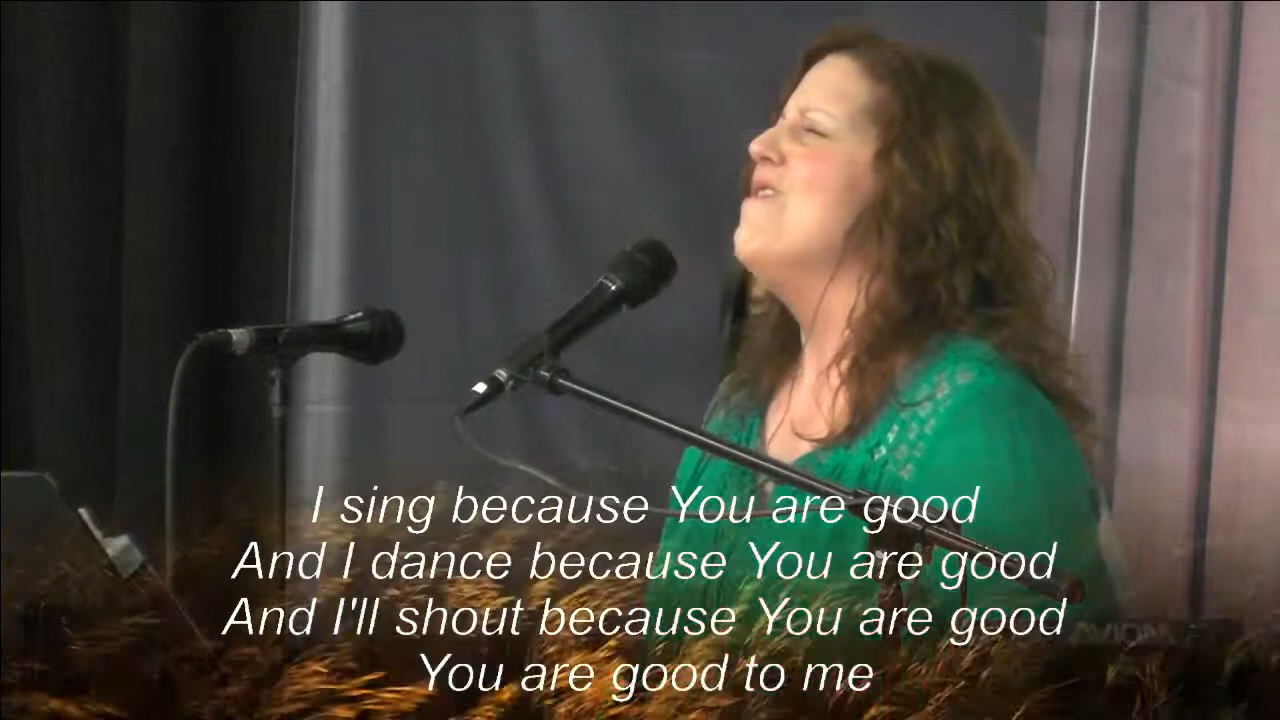 I sing because You are good
And I dance because You are good
And I'll shout because You are good
You are good to me